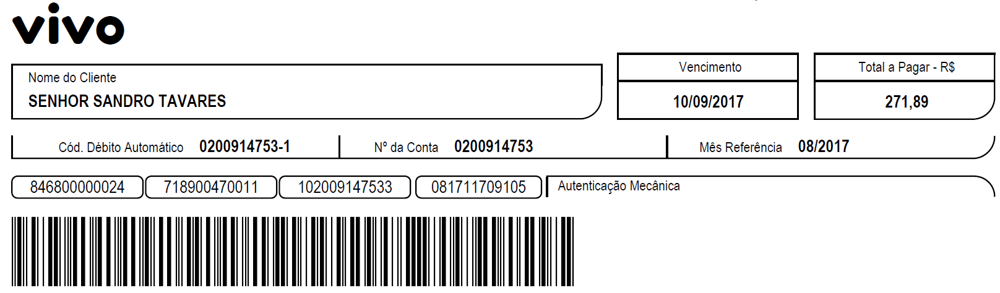 vivo
Vencimento
Total a Pagar - R$
Nome do Cliente
SENHOR SANDRO TAVARES
10/09/2017
271,89
Cód. Débito Automático 0200914753-1
Nº da Conta 0200914753
Mês Referência 08/2017
846800000024 718900470011 102009147533 081711709105
Autenticação Mecânica